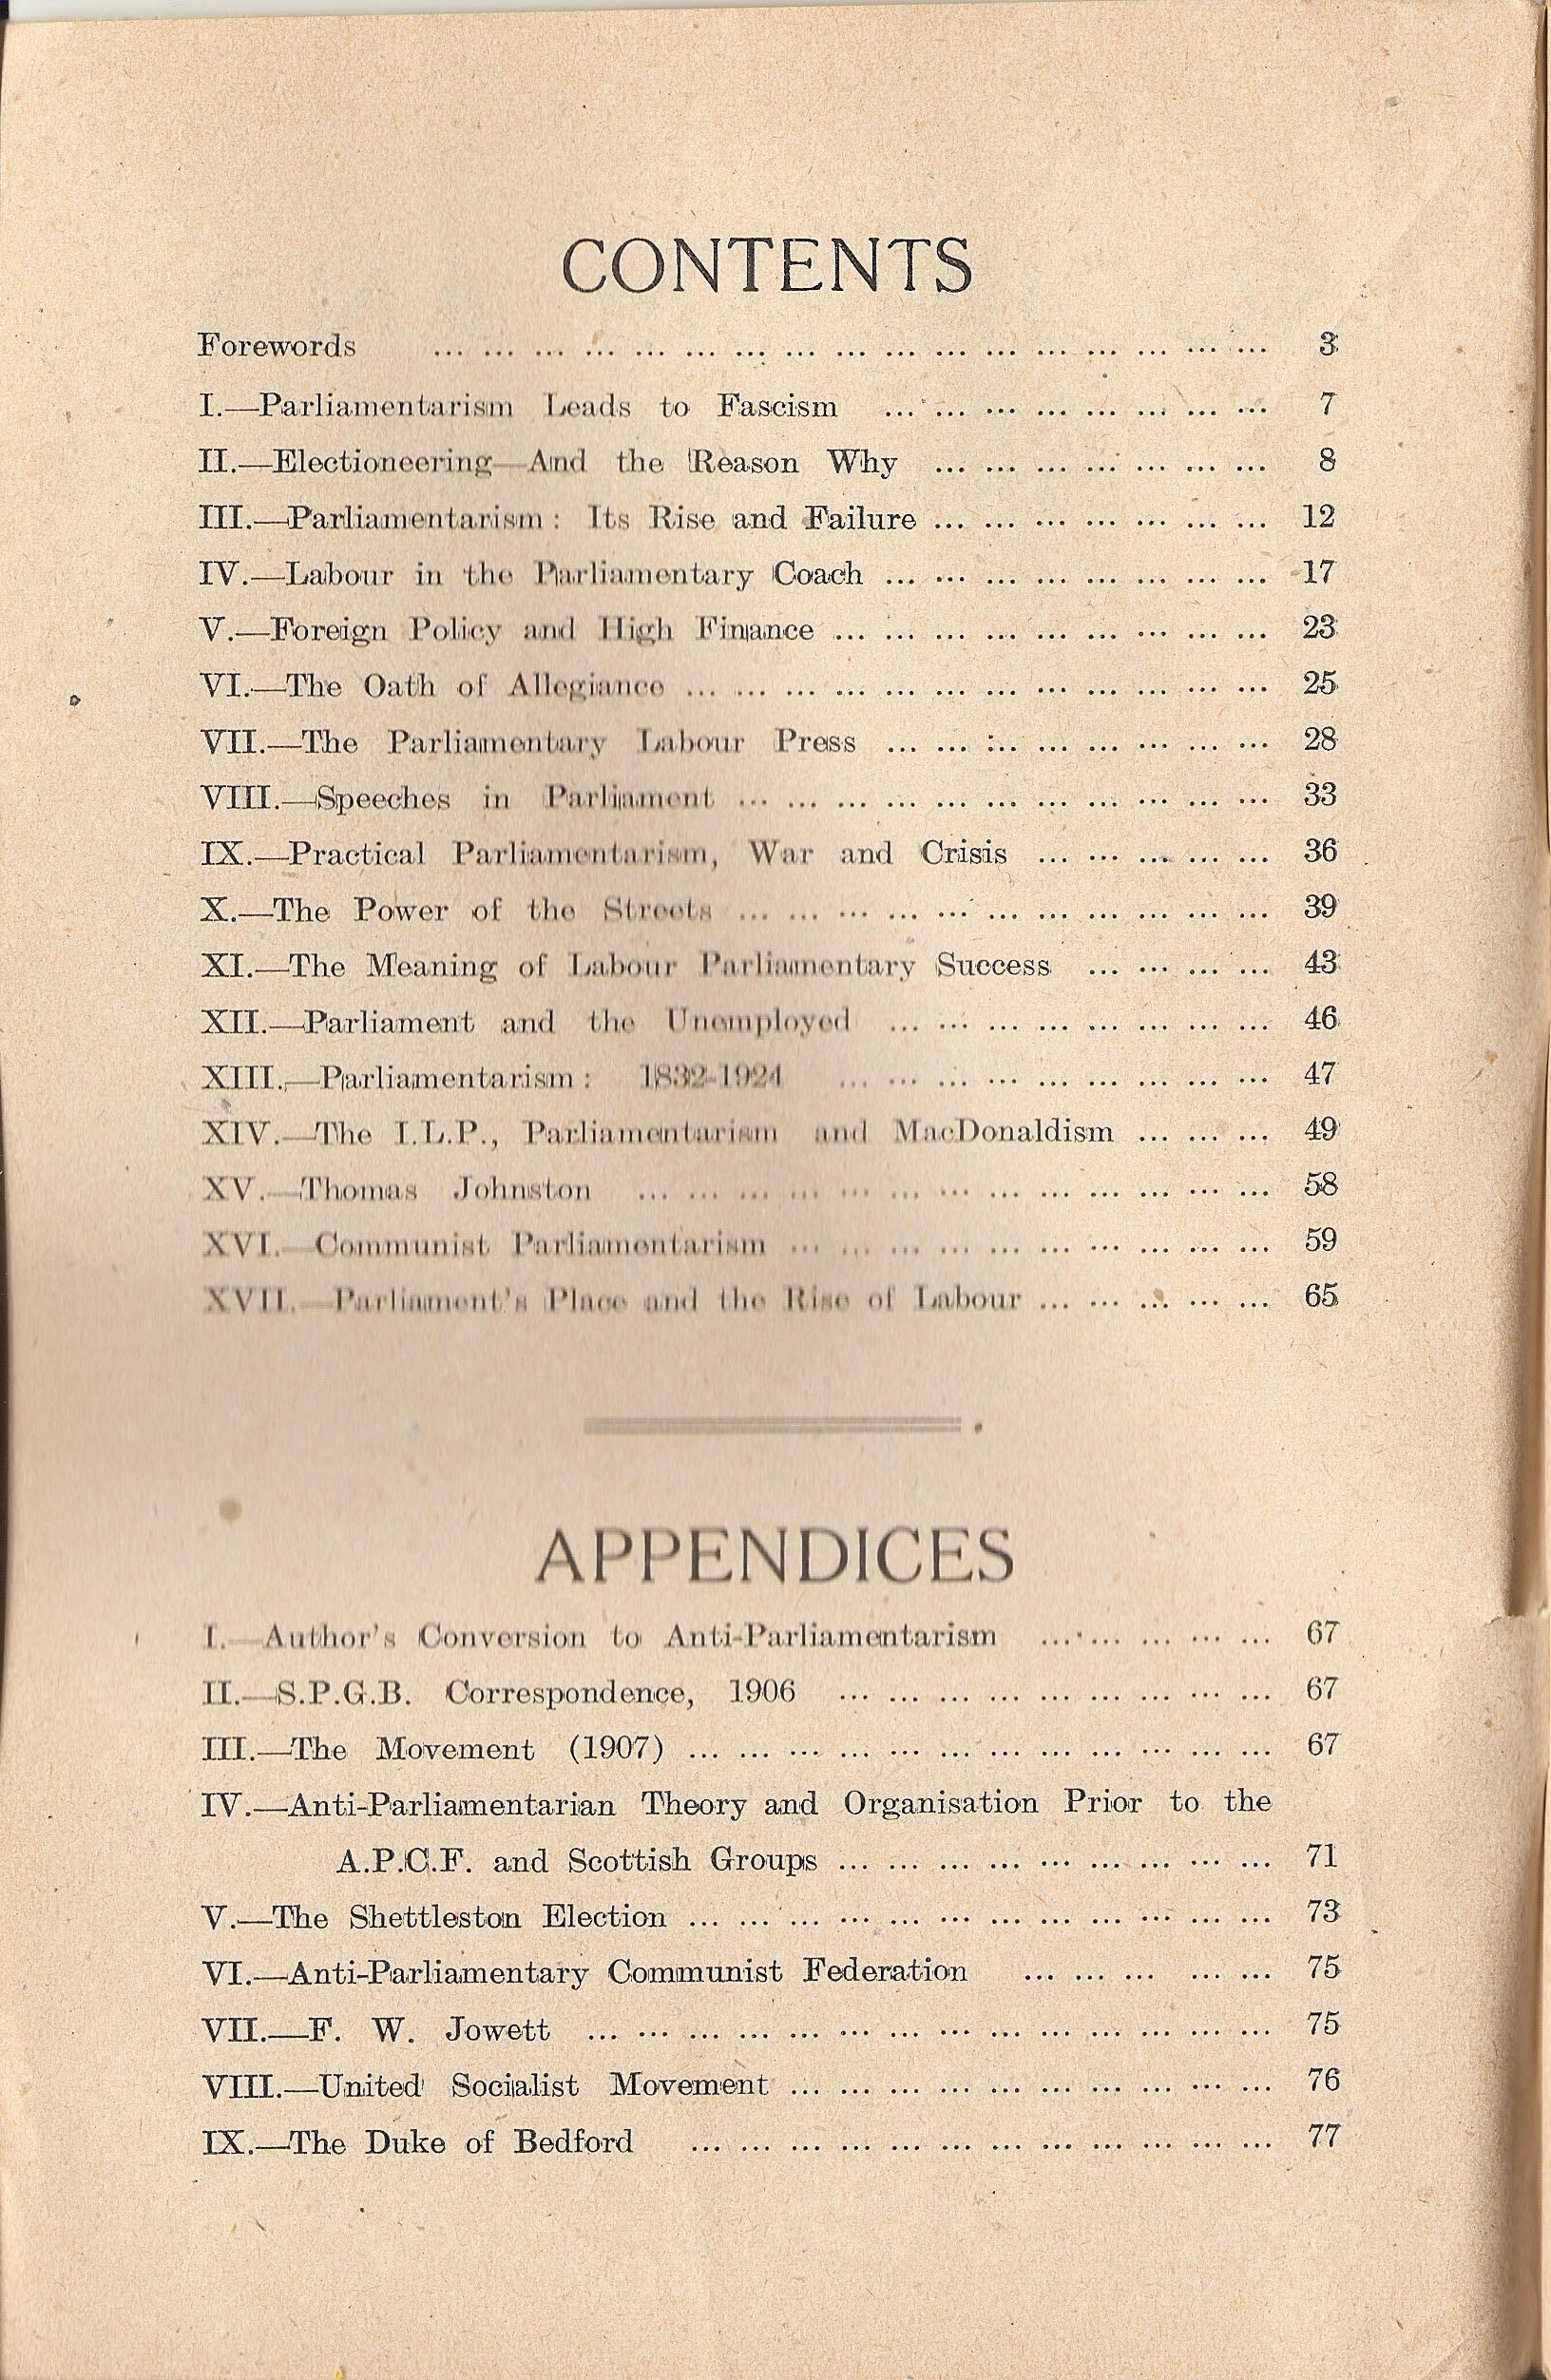 CONTENTS
Forewords ... ... ... ... ... ... ... ... ... ... ... ... ... ... ... ... ... 3
I.—Parliamentarism Leads to Fascism ... ... ... ... ... ... ... ... 7
II.—Electioneering—And the Reason Why ... ... ... ... ... ... ... 8
III.—Parliamentarism: Its Rise and Failure ... ... ... ... ... ... ... 12
IV.—Labour in the Parliamentary Coach ... ... ... ... ... ... ... ... 17
V.—Foreign Policy and High Finance ... ... ... ... ... ... ... ... ... 23
VI.—The Oath of Allegiance ... ... ... ... ... ... ... ... ... ... ... ... 25
VII.—The Parliamentary Labour Press ... ... ... ... ... ... ... ... 28
VIII.—Speeches in Parliament ... ... ... ... ... ... ... ... ... ... ... 33
IX.—Practical Parliamentarism, War and Crisis ... ... ... ... ... 36
X.—The Power of the Streets ... ... ... ... ... ... ... ... ... ... ... 39
XI.—The Meaning of Labour Parliamentary Success ... ... ... ... 43
XII.—Parliament and the Unemployed ... ... ... ... ... ... ... ... 46
XIII.—Parliamentarism: 1832-1924 ... ... ... ... ... ... ... ... ... 47
XIV.—The I.L.P., Parliamentarism and MacDonaldism ... ... ... 49
XV.—Thomas Johnston ... ... ... ... ... ... ... ... ... ... ... ... ... 58
XVI.—Communist Parliamentarism ... ... ... ... ... ... ... ... ... ... 59
XVII.—Parliament's Place and the Rise of Labour ... ... ... ... ... 65
APPENDICES
I.—Author's Conversion to Anti-Parliamentarism ... ... ... ... ... 67
II.—S.P.G.B. Correspondence, 1906 ... ... ... ... ... ... ... ... ... 67
III.—The Movement (1907) ... ... ... ... ... ... ... ... ... ... ... ... 67
IV.—Anti-Parliamentarian Theory and Organisation Prior to the
A.P.C.F. and Scottish Groups ... ... ... ... ... ... ... ... ... 71
V.—The Shettleston Election ... ... ... ... ... ... ... ... ... ... ... ... 73
VI.—Anti-Parliamentary Communist Federation ... ... ... ... ... 75
VII.—F. W. Jowett ... ... ... ... ... ... ... ... ... ... ... ... ... ... 75
VIII.—United Socialist Movement ... ... ... ... ... ... ... ... ... ... 76
IX.—The Duke of Bedford ... ... ... ... ... ... ... ... ... ... ... ... 77